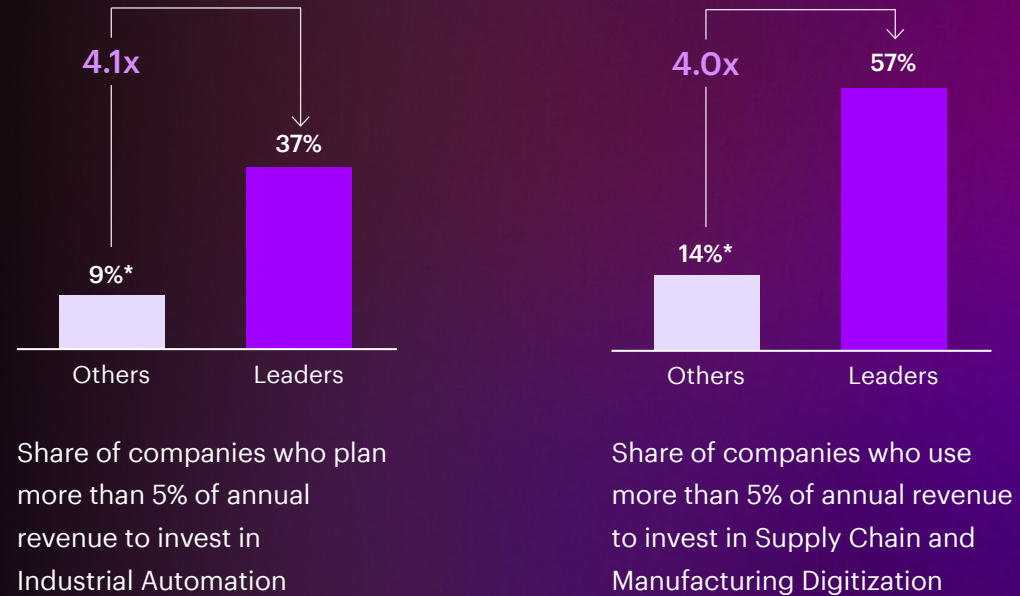 4.1x
37%
9%*
Others
Leaders
Share of companies who plan
more than 5% of annual
revenue to invest in
Industrial Automation
4.0x
57%
14%*
Others
Leaders
Share of companies who use
more than 5% of annual revenue
to invest in Supply Chain and
Manufacturing Digitization